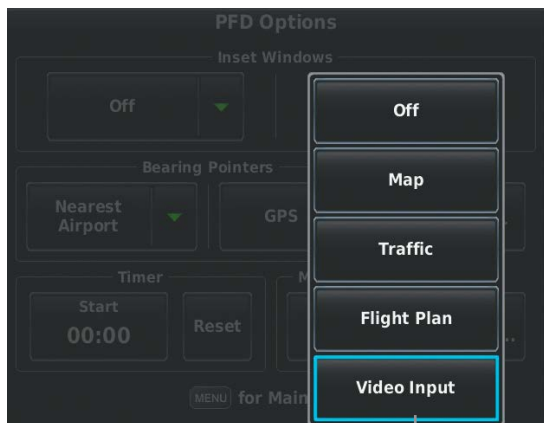 PFD Options
Inset Windows
Off
Bearing Pointers
Nearest
Airport
GPS
Timer
M
Start
00:00
Reset
..
MENU for Main
Off
Map
Traffic
Flight Plan
Video Input